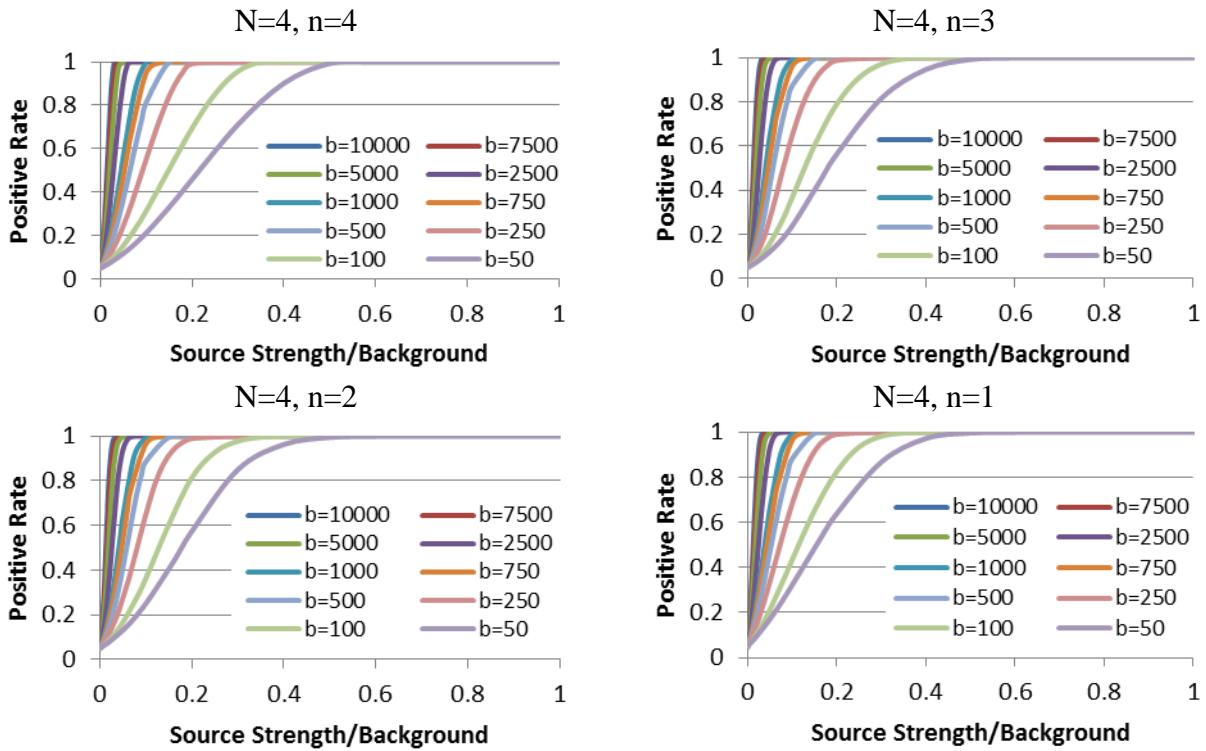 N=4, n=4
Positive Rate
1
0.8
0.6
0.4
0.2
0
b=10000 b=7500
b=5000 b=2500
b=1000 b=750
b=500 b=250
b=100 b=50
0 0.2 0.4 0.6 0.8 1
Source Strength/Background
N=4, n=3
Positive Rate
1
0.8
0.6
0.4
0.2
0
b=10000 b=7500
b=5000 b=2500
b=1000 b=750
b=500 b=250
b=100 b=50
0 0.2 0.4 0.6 0.8 1
Source Strength/Background
N=4, n=2
Positive Rate
1
0.8
0.6
0.4
0.2
0
b=10000 b=7500
b=5000 b=2500
b=1000 b=750
b=500 b=250
b=100 b=50
0 0.2 0.4 0.6 0.8 1
Source Strength/Background
N=4, n=1
Positive Rate
1
0.8
0.6
0.4
0.2
0
b=10000 b=7500
b=5000 b=2500
b=1000 b=750
b=500 b=250
b=100 b=50
0 0.2 0.4 0.6 0.8 1
Source Strength/Background